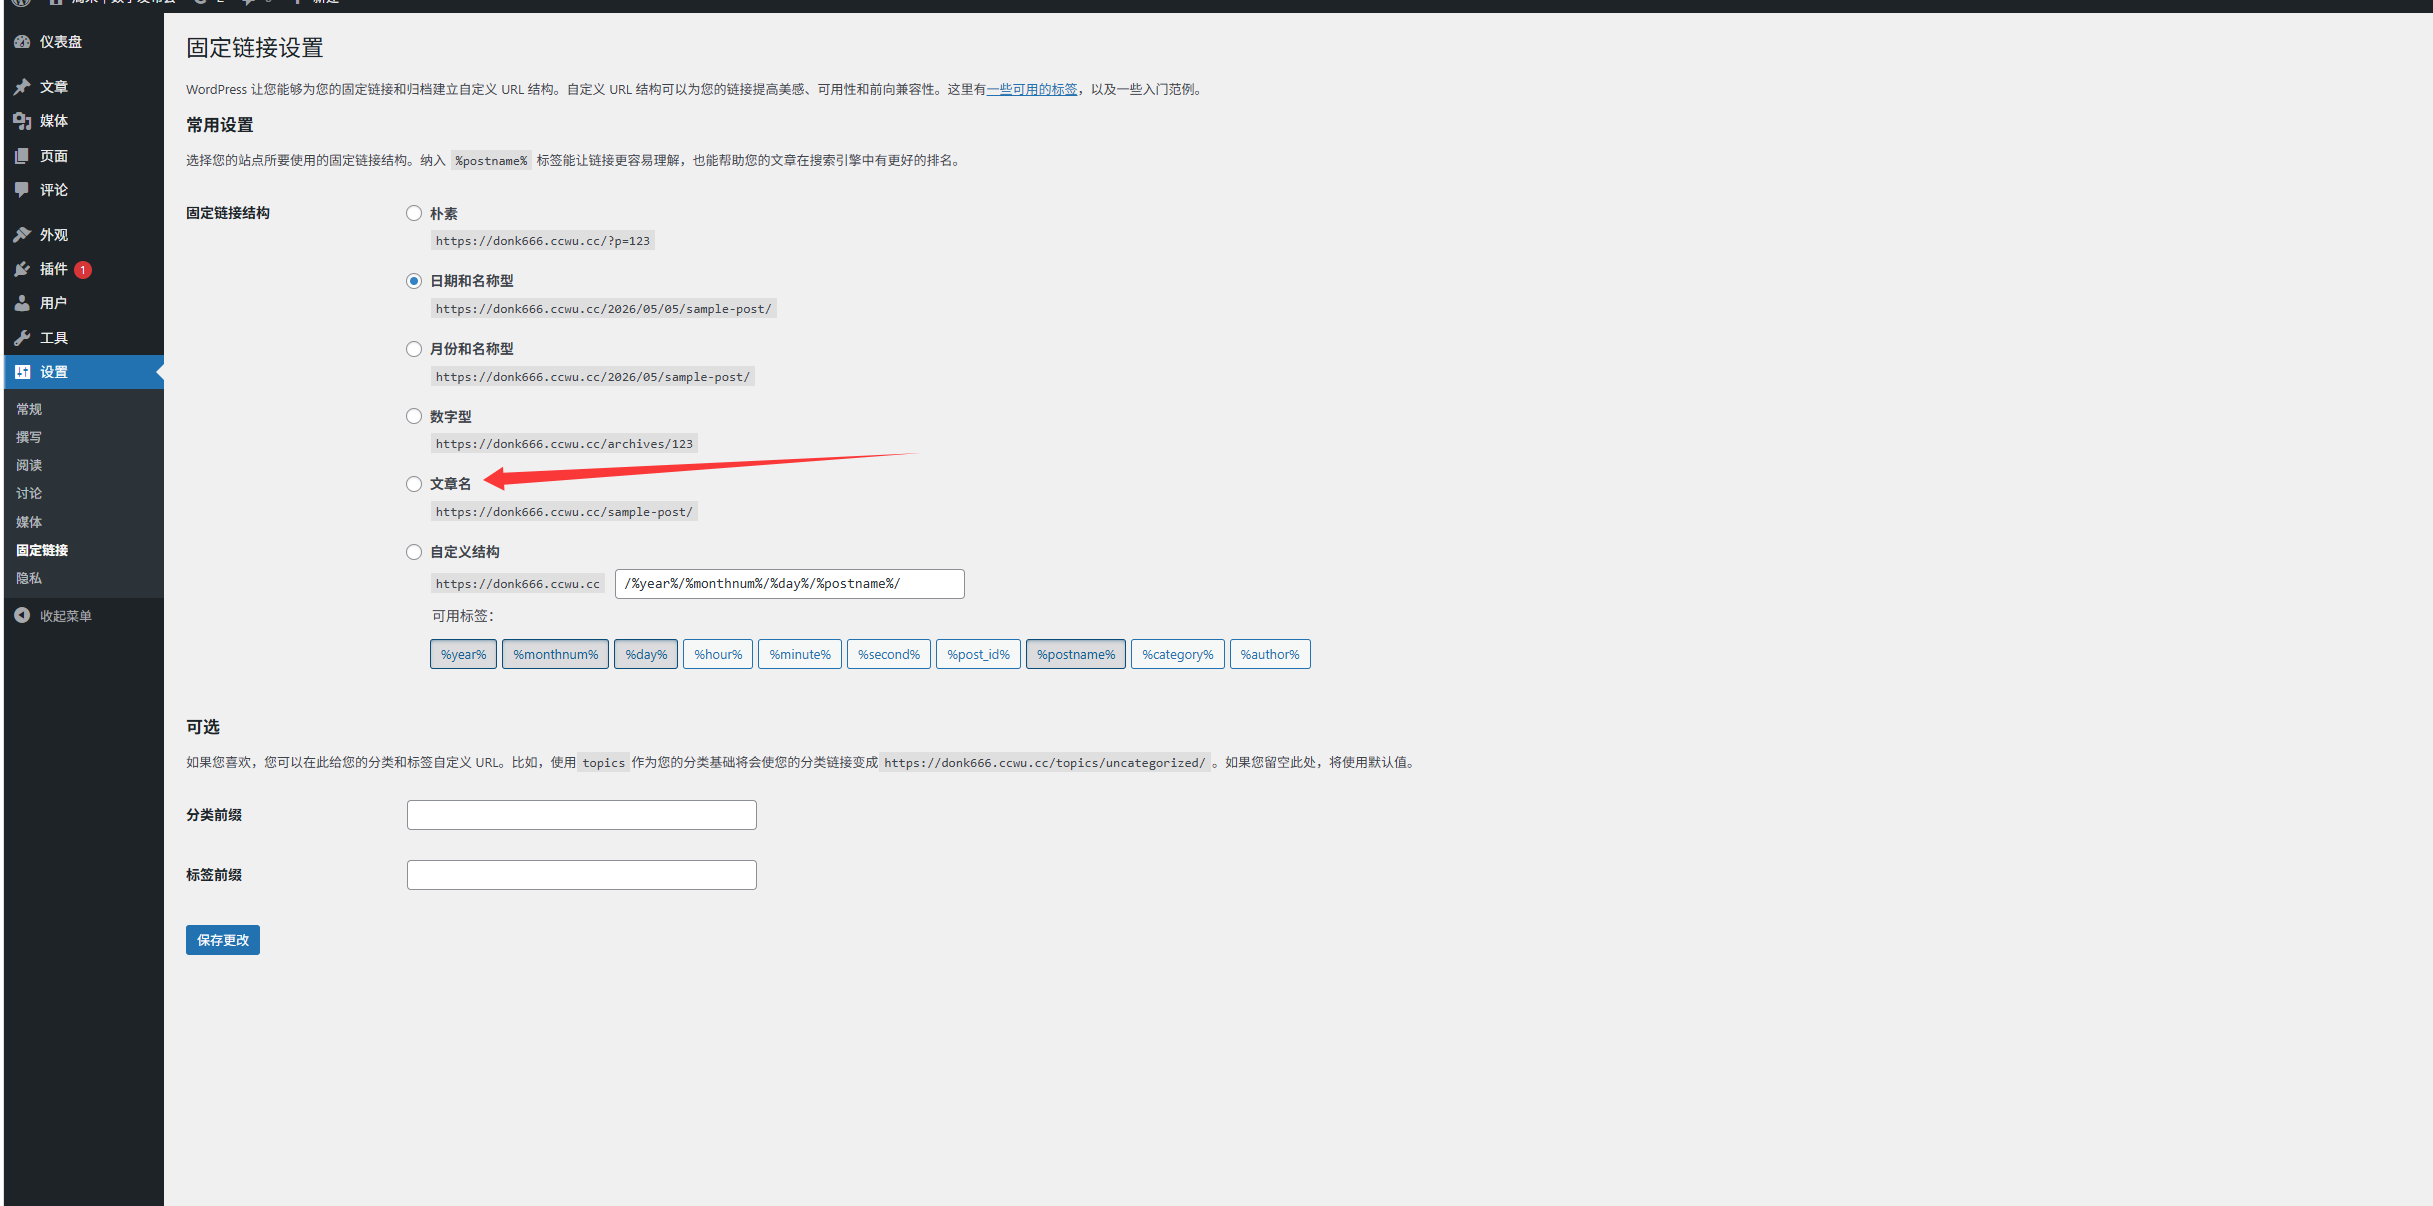 仪表盘
文章
媒体
页面
评论
外观
插件 1
用户
工具
设置
常规
撰写
阅读
讨论
媒体
固定链接
隐私
收起菜单
固定链接设置
WordPress 让您能够为您的固定链接和归档建立自定义 URL 结构。自定义 URL 结构可以为您的链接提高美感、可用性和前向兼容性。这里有一些可用的标签，以及一些入门范例。
常用设置
选择您的站点所要使用的固定链接结构。纳入 %postname% 标签能让链接更容易理解，也能帮助您的文章在搜索引擎中有更好的排名。
固定链接结构
朴素
https://donk666.ccwu.cc/?p=123
日期和名称型
https://donk666.ccwu.cc/2026/05/05/sample-post/
月份和名称型
https://donk666.ccwu.cc/2026/05/sample-post/
数字型
https://donk666.ccwu.cc/archives/123
文章名
https://donk666.ccwu.cc/sample-post/
自定义结构
https://donk666.ccwu.cc /%year%/%monthnum%/%day%/%postname%/
可用标签：
%year% %monthnum% %day% %hour% %minute% %second% %post_id% %postname% %category% %author%
可选
如果您喜欢，您可以在此给您的分类和标签自定义 URL。比如，使用 topics 作为您的分类基础将会使您的分类链接变成 https://donk666.ccwu.cc/topics/uncategorized/ 。如果您留空此处，将使用默认值。
分类前缀
标签前缀
保存更改